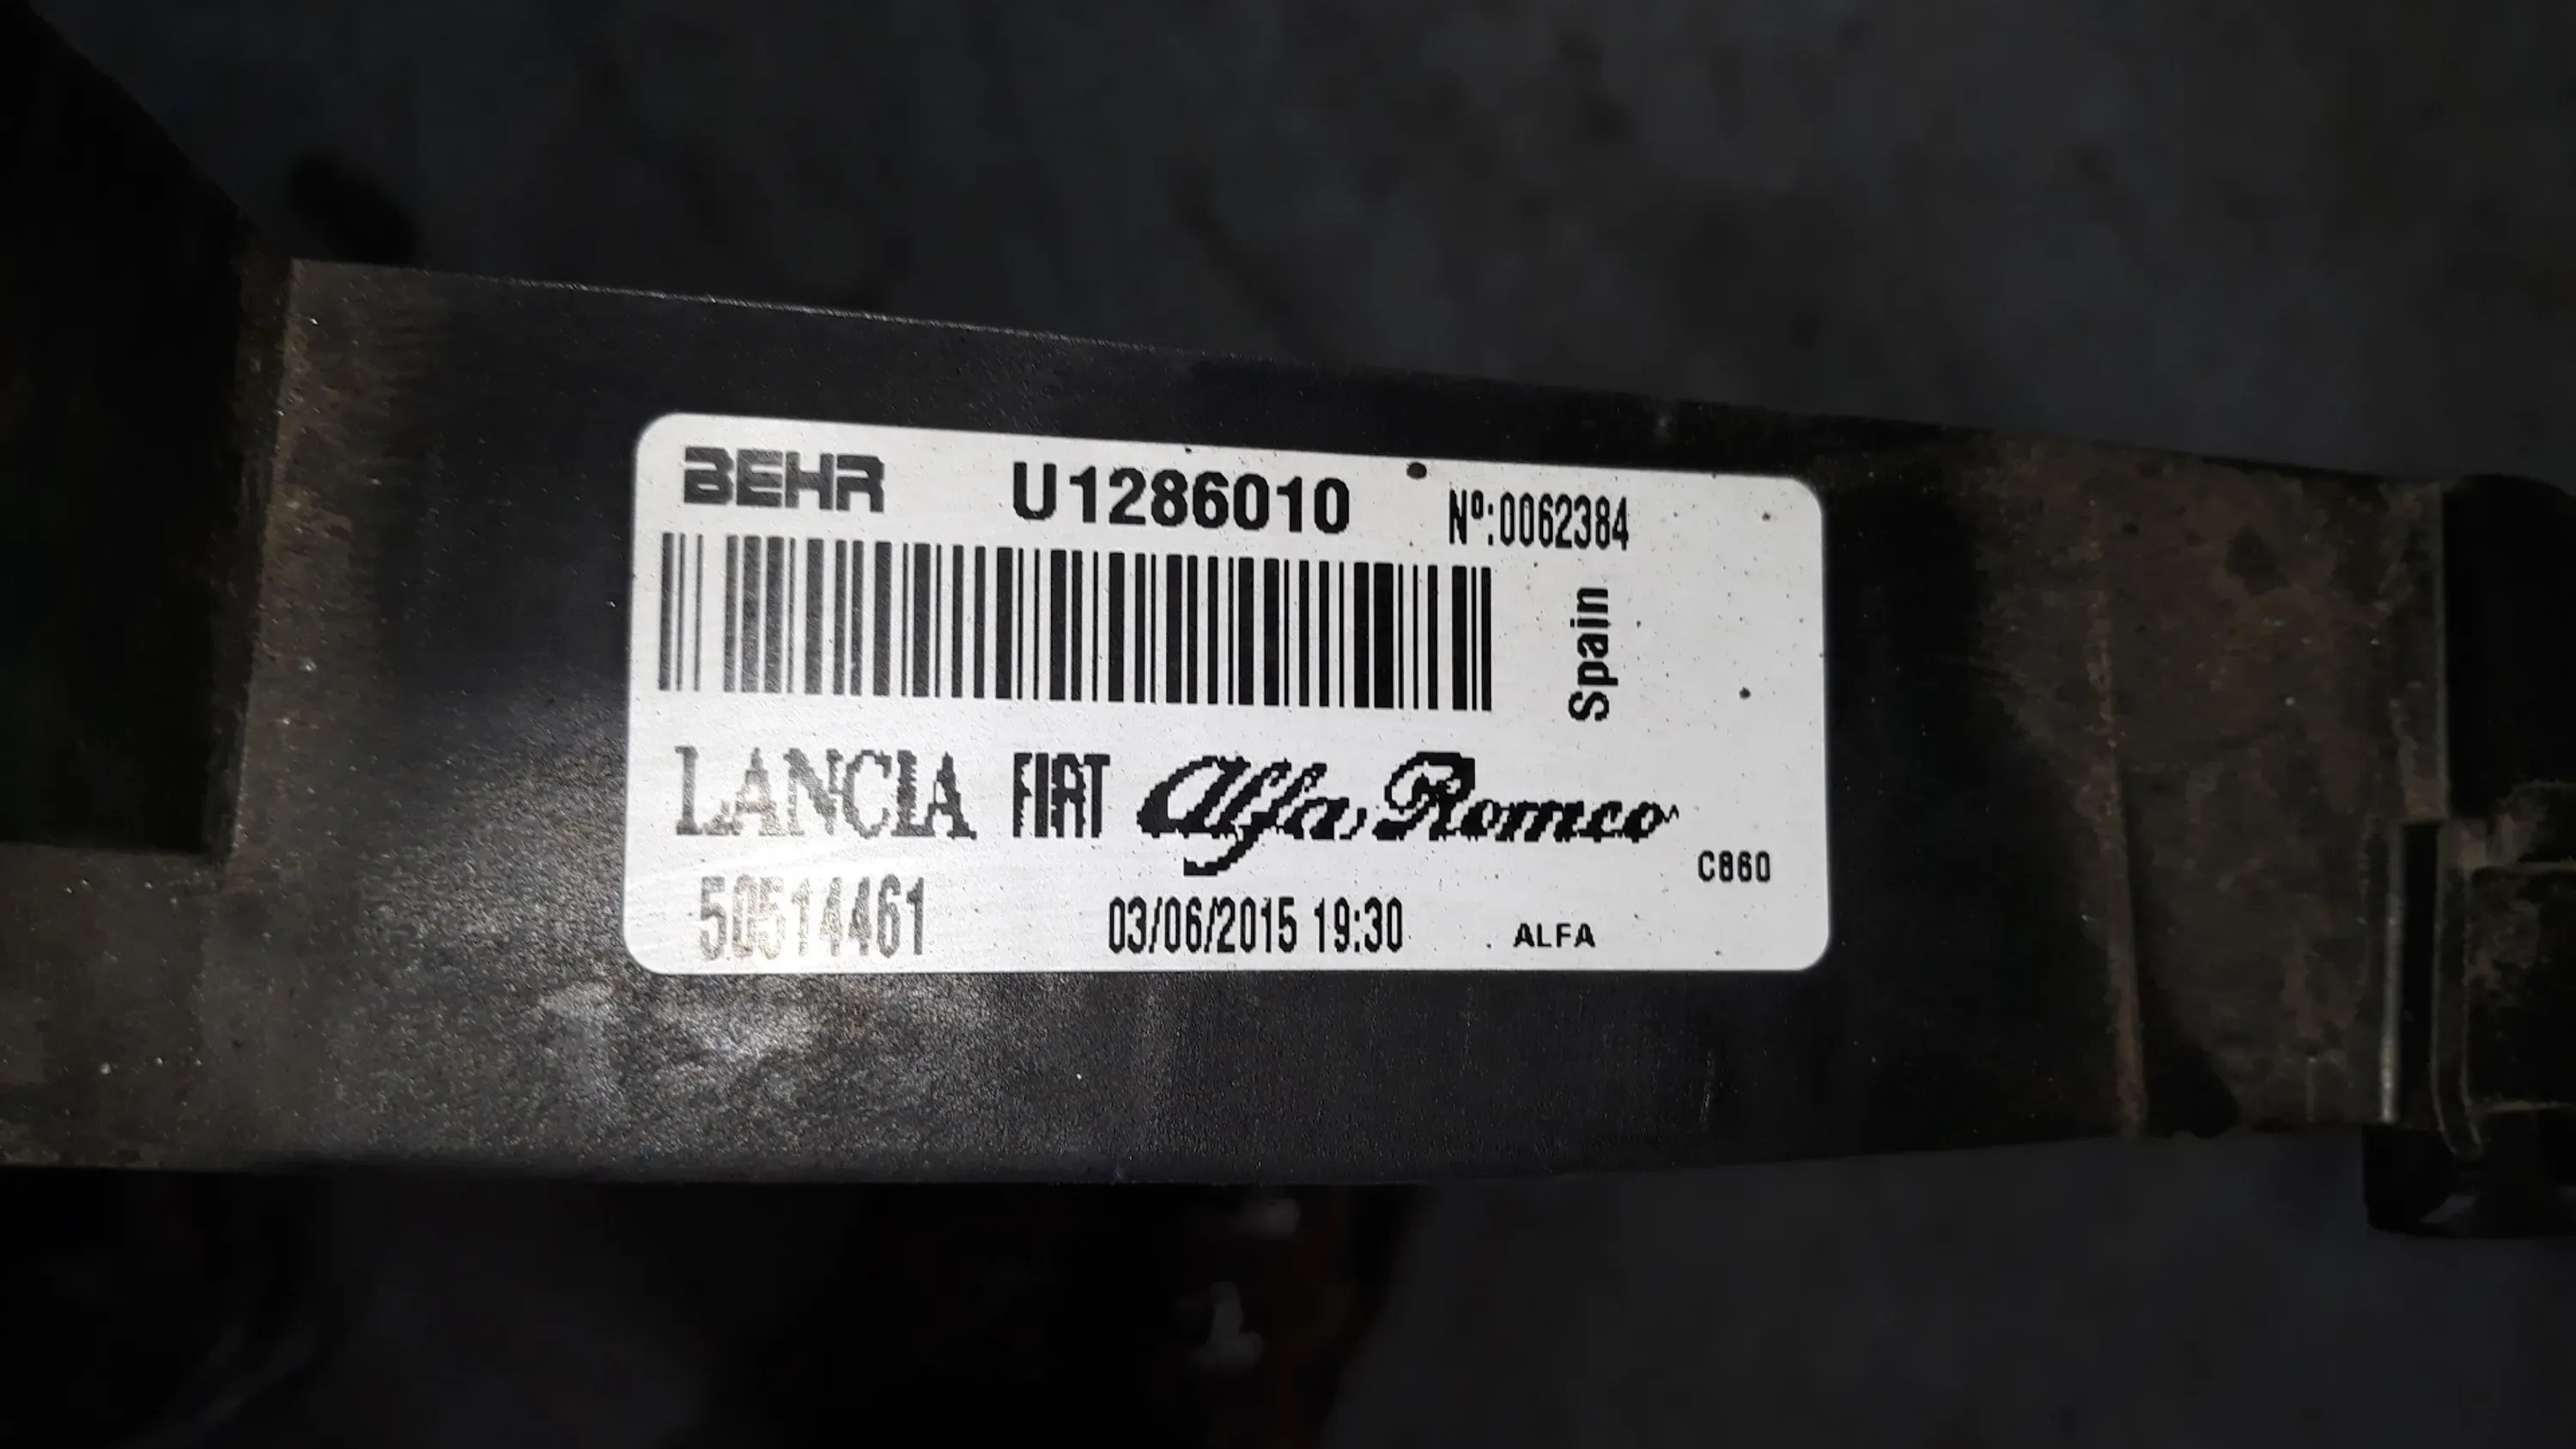 BEHR U1286010 Nº:0062384
Spain
LANCIA FIAT Alfa Romeo
C860
50514461 03/06/2015 19:30 ALFA